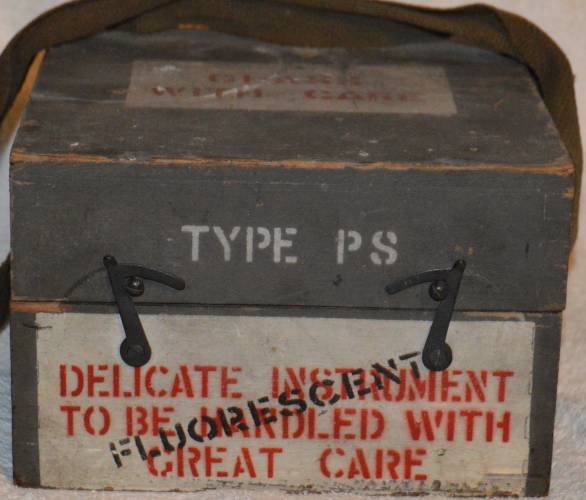 GLASS
WITH CARE
TYPE PS
DELICATE INSTRUMENT
TO BE HANDLED WITH
GREAT CARE
FLUORESCENT